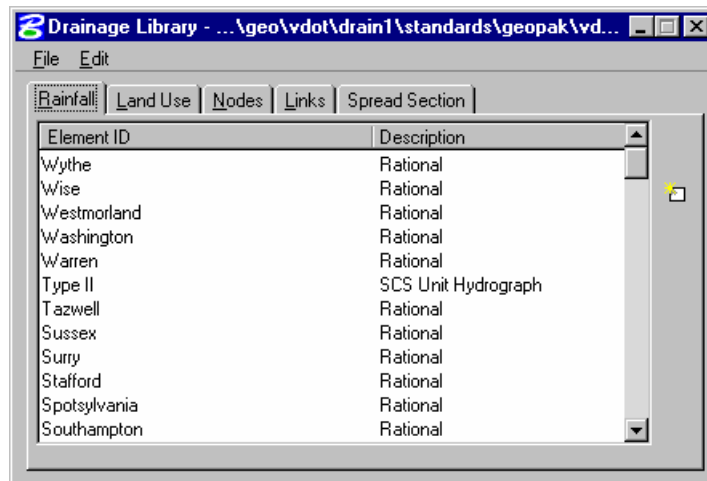 Drainage Library - ...\geo\vdot\drain1\standards\geopak\vd...
File Edit
Rainfall Land Use Nodes Links Spread Section
Element ID Description
Wythe Rational
Wise Rational
Westmorland Rational
Washington Rational
Warren Rational
Type II SCS Unit Hydrograph
Tazwell Rational
Sussex Rational
Surry Rational
Stafford Rational
Spotsylvania Rational
Southampton Rational